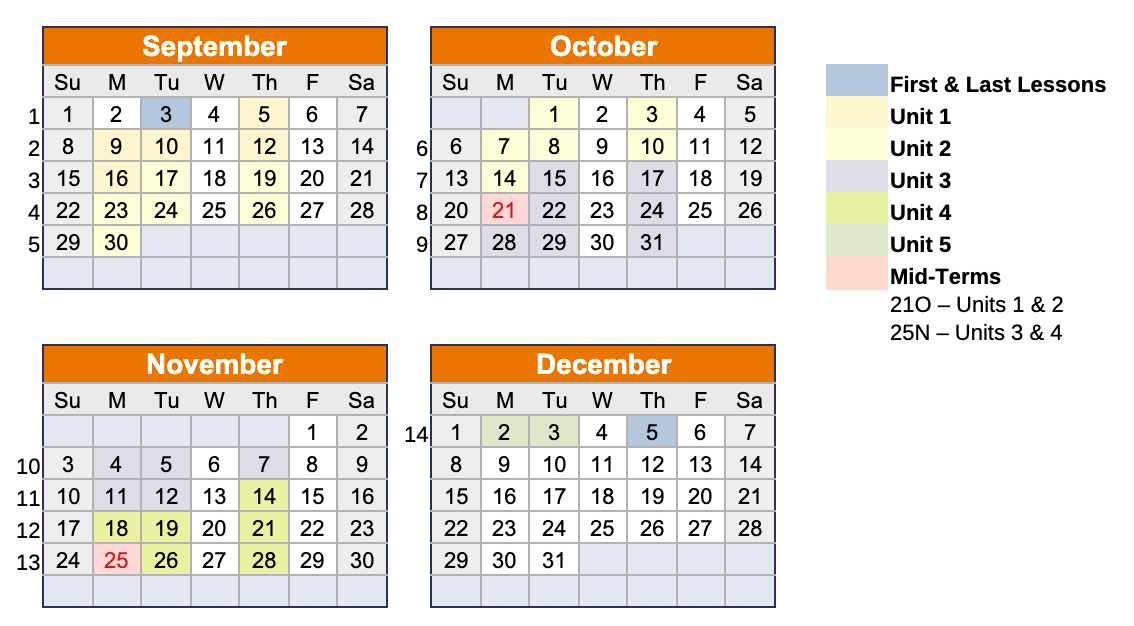 September
Su M Tu W Th F Sa
1 1 2 3 4 5 6 7
2 8 9 10 11 12 13 14
3 15 16 17 18 19 20 21
4 22 23 24 25 26 27 28
5 29 30
October
Su M Tu W Th F Sa
1 2 3 4 5
6 6 7 8 9 10 11 12
7 13 14 15 16 17 18 19
8 20 21 22 23 24 25 26
9 27 28 29 30 31
First & Last Lessons
Unit 1
Unit 2
Unit 3
Unit 4
Unit 5
Mid-Terms
21O – Units 1 & 2
25N – Units 3 & 4
November
Su M Tu W Th F Sa
1 2
10 3 4 5 6 7 8 9
11 10 11 12 13 14 15 16
12 17 18 19 20 21 22 23
13 24 25 26 27 28 29 30
December
Su M Tu W Th F Sa
14 1 2 3 4 5 6 7
8 9 10 11 12 13 14
15 16 17 18 19 20 21
22 23 24 25 26 27 28
29 30 31